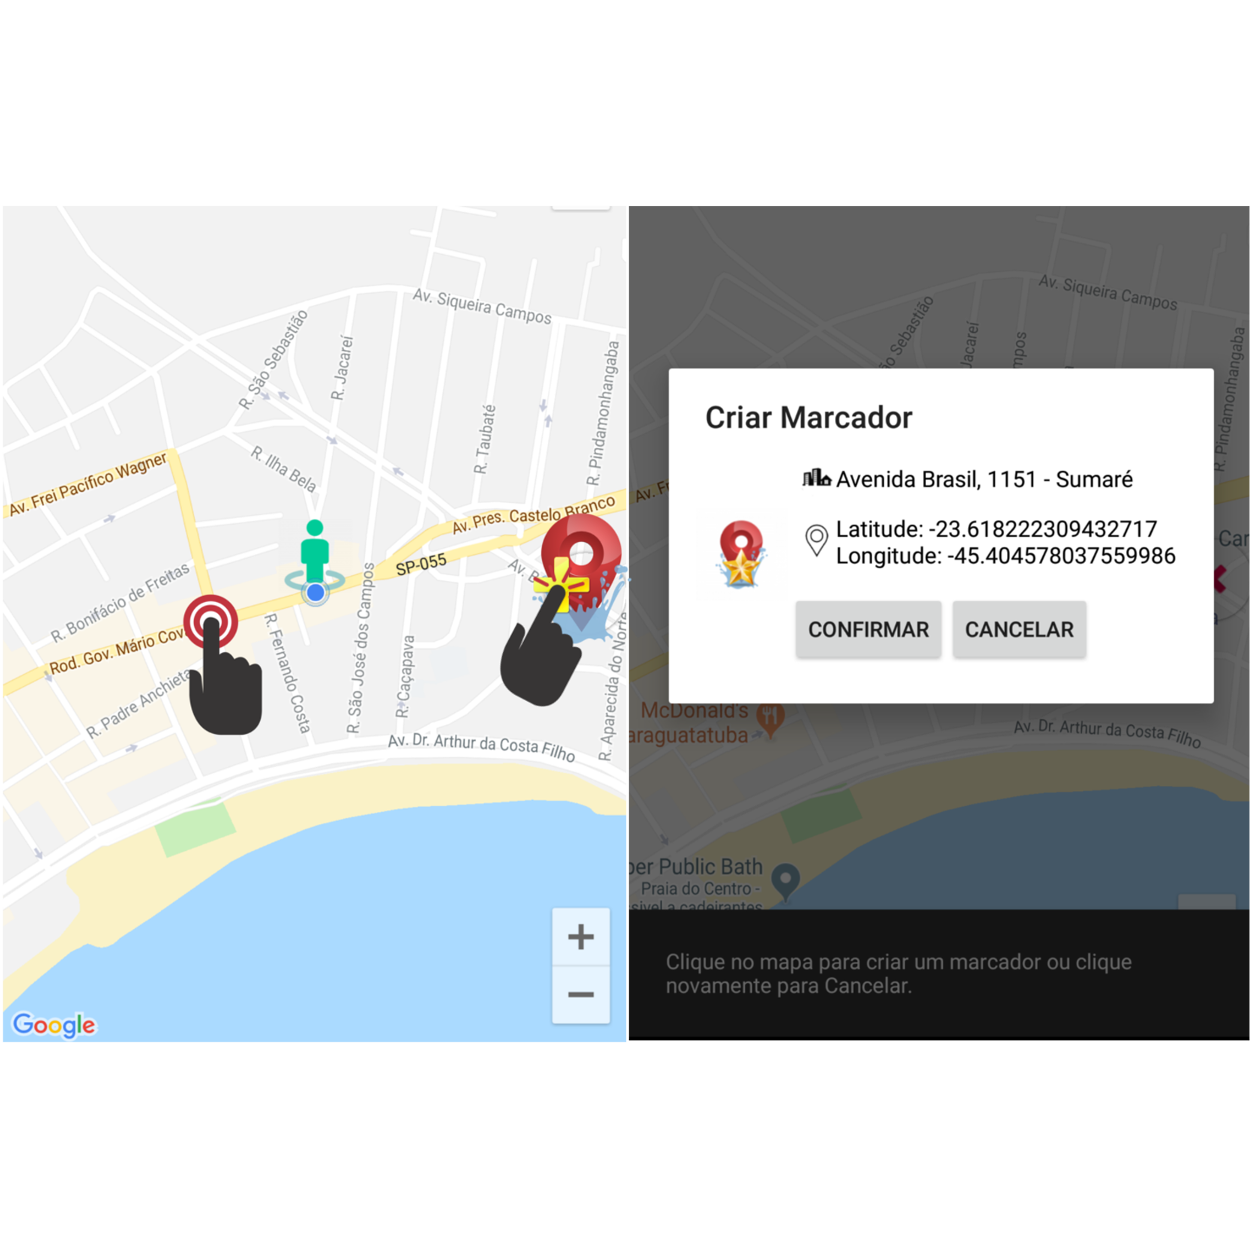 Av. Siqueira Campos
R. São Sebastião
R. Jacareí
R. Pindamonhangaba
R. Taubaté
R. Ilha Bela
Av. Frei Pacífico Wagner
Av. Pres. Castelo Branco
SP-055
Av. B
R. Bonifácio de Freitas
Rod. Gov. Mário Cov
R. Padre Anchieta
R. Fernando Costa
R. São José dos Campos
R. Caçapava
R. Aparecida do Norte
Av. Dr. Arthur da Costa Filho
Google
Av. Siqueira Campos
o Sebastião
Jacareí
mpos
R. Pindamonhangaba
Av. Fr
Car
a
Criar Marcador
Avenida Brasil, 1151 - Sumaré
Latitude: -23.618222309432717
Longitude: -45.404578037559986
CONFIRMAR
CANCELAR
McDonald's
araguatatuba
Av. Dr. Arthur da Costa Filho
per Public Bath
Praia do Centro -
sível a cadeirantes
Clique no mapa para criar um marcador ou clique
novamente para Cancelar.